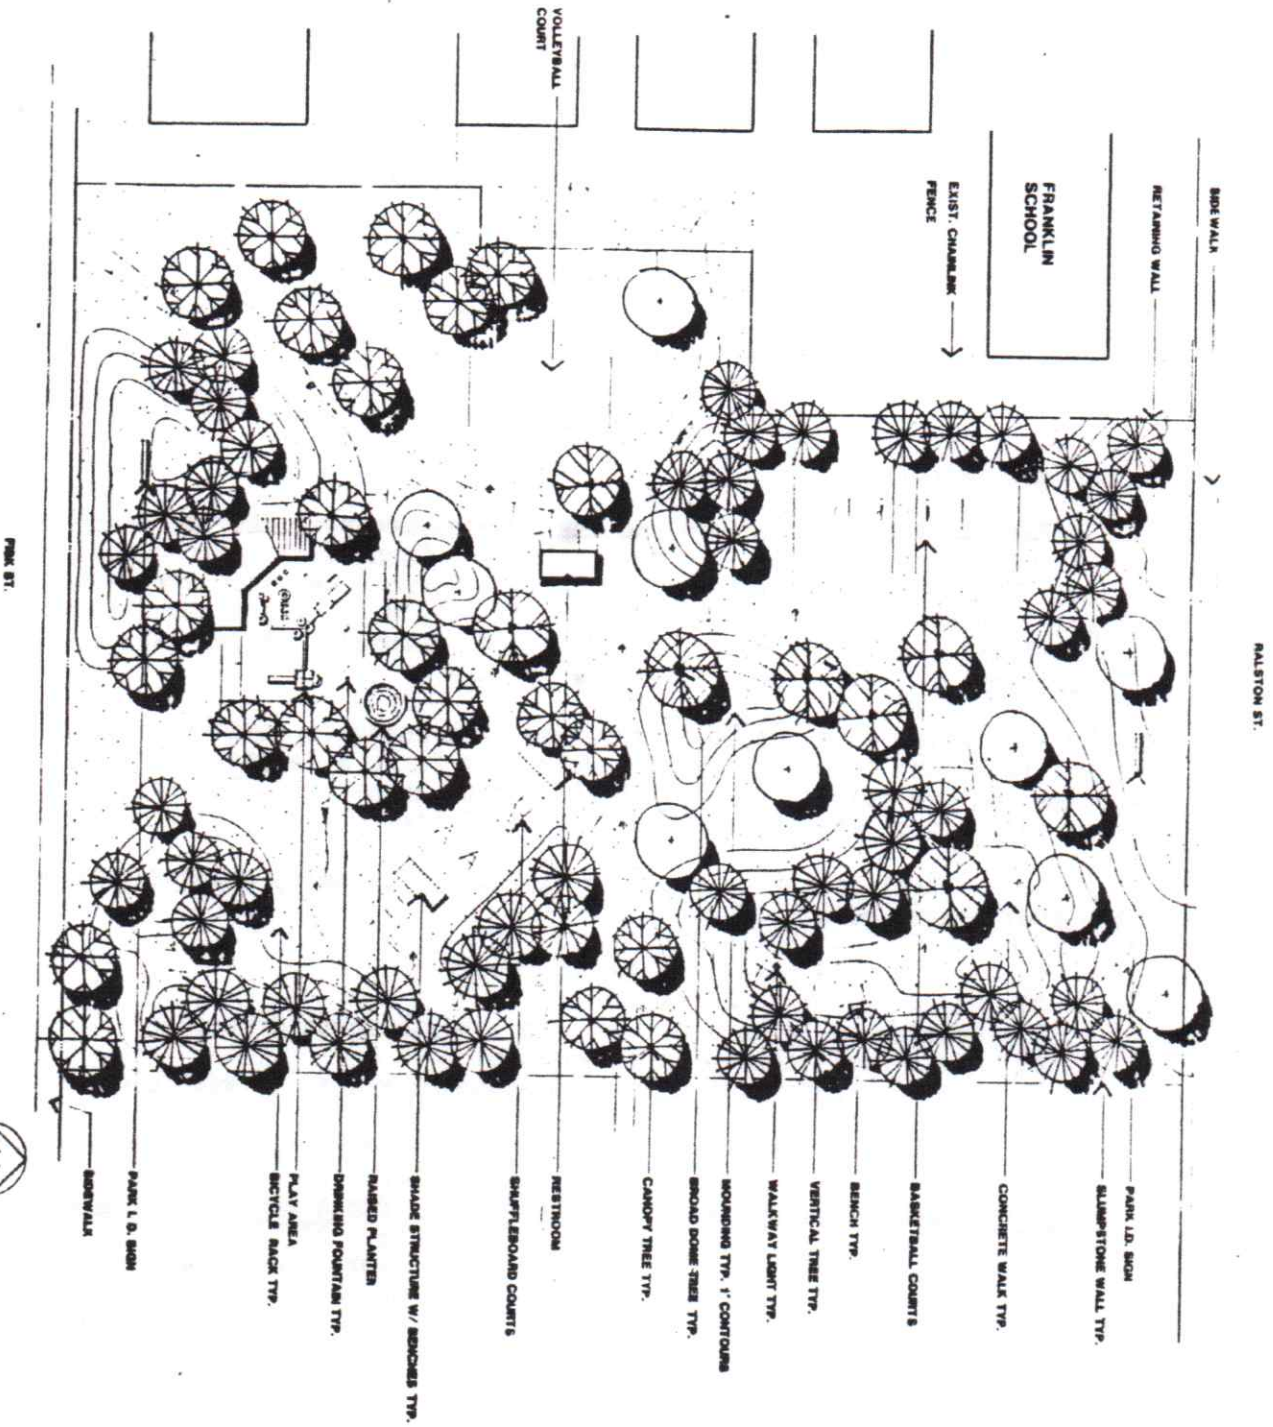 SIDEWALK
RETAINING WALL
FRANKLIN
SCHOOL
EXIST. CHAINLINK
FENCE
VOLLEYBALL
COURT
RALSTON ST.
PARK I.D. SIGN
SLUMPSTONE WALL TYP.
CONCRETE WALK TYP.
BASKETBALL COURTS
BENCH TYP.
VERTICAL TREE TYP.
WALKWAY LIGHT TYP.
MOUNDING TYP. 1' CONTOURS
BROAD DOME TREE TYP.
CANOPY TREE TYP.
RESTROOM
SHUFFLEBOARD COURTS
SHADE STRUCTURE W/ BENCHES TYP.
RAISED PLANTER
DRINKING FOUNTAIN TYP.
PLAY AREA
BICYCLE RACK TYP.
PARK I. D. SIGN
SIDEWALK
ST.